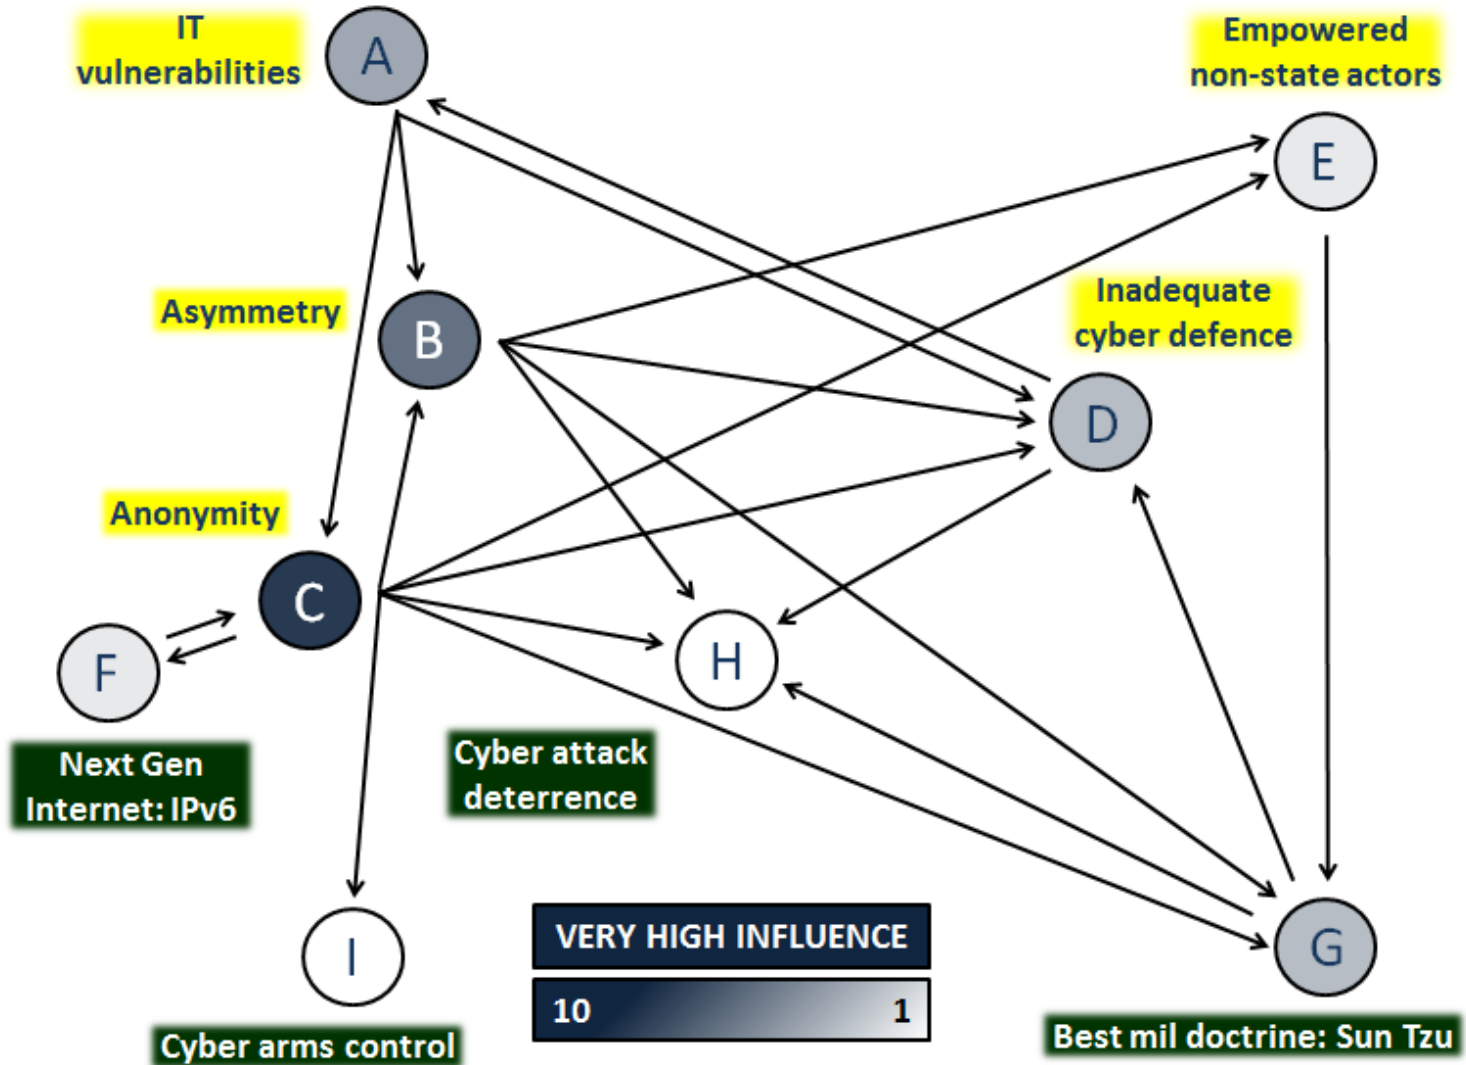 IT
vulnerabilities
A
Empowered
non-state actors
E
Asymmetry
B
Inadequate
cyber defence
D
Anonymity
C
F
Next Gen
Internet: IPv6
H
Cyber attack
deterrence
I
Cyber arms control
VERY HIGH INFLUENCE
10 1
G
Best mil doctrine: Sun Tzu